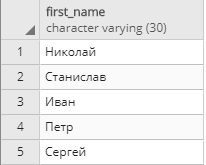 first_name
character varying (30)
1 Николай
2 Станислав
3 Иван
4 Петр
5 Сергей